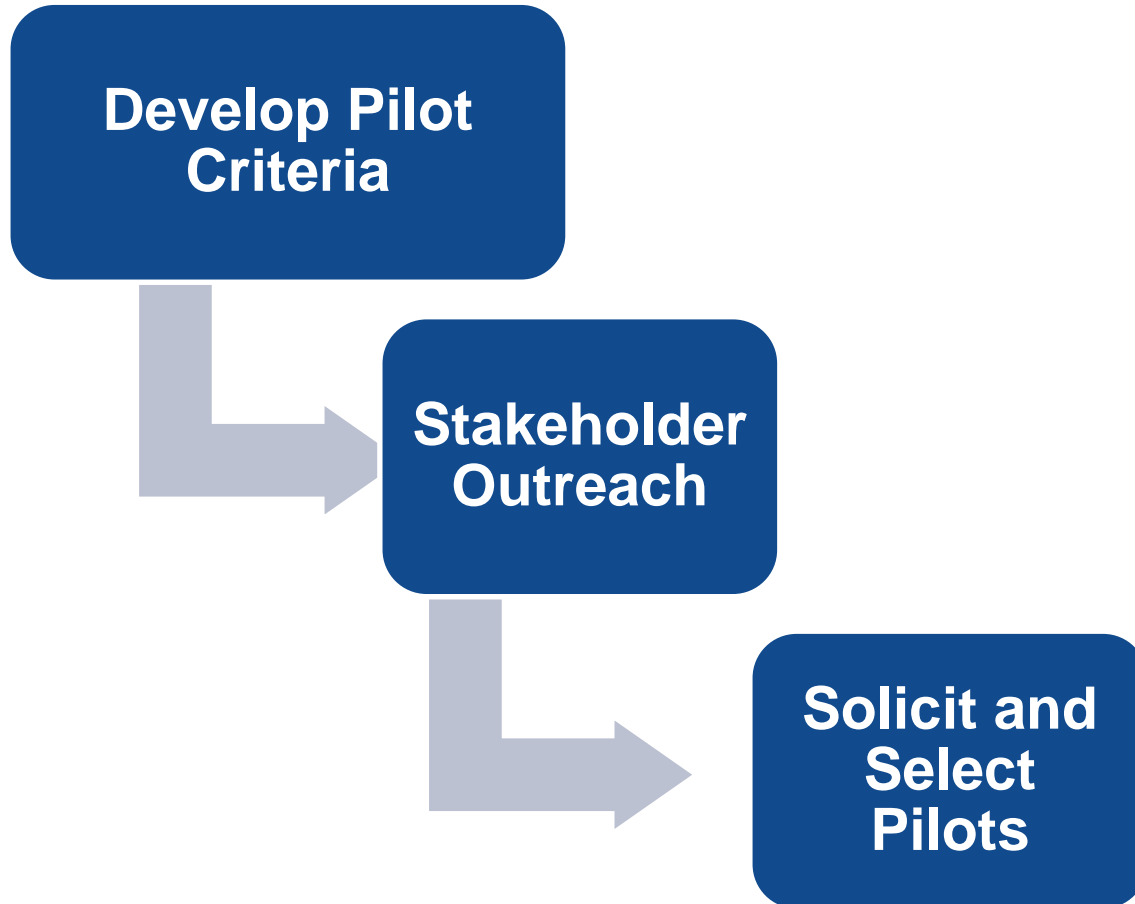 Develop Pilot
Criteria
Stakeholder
Outreach
Solicit and
Select
Pilots